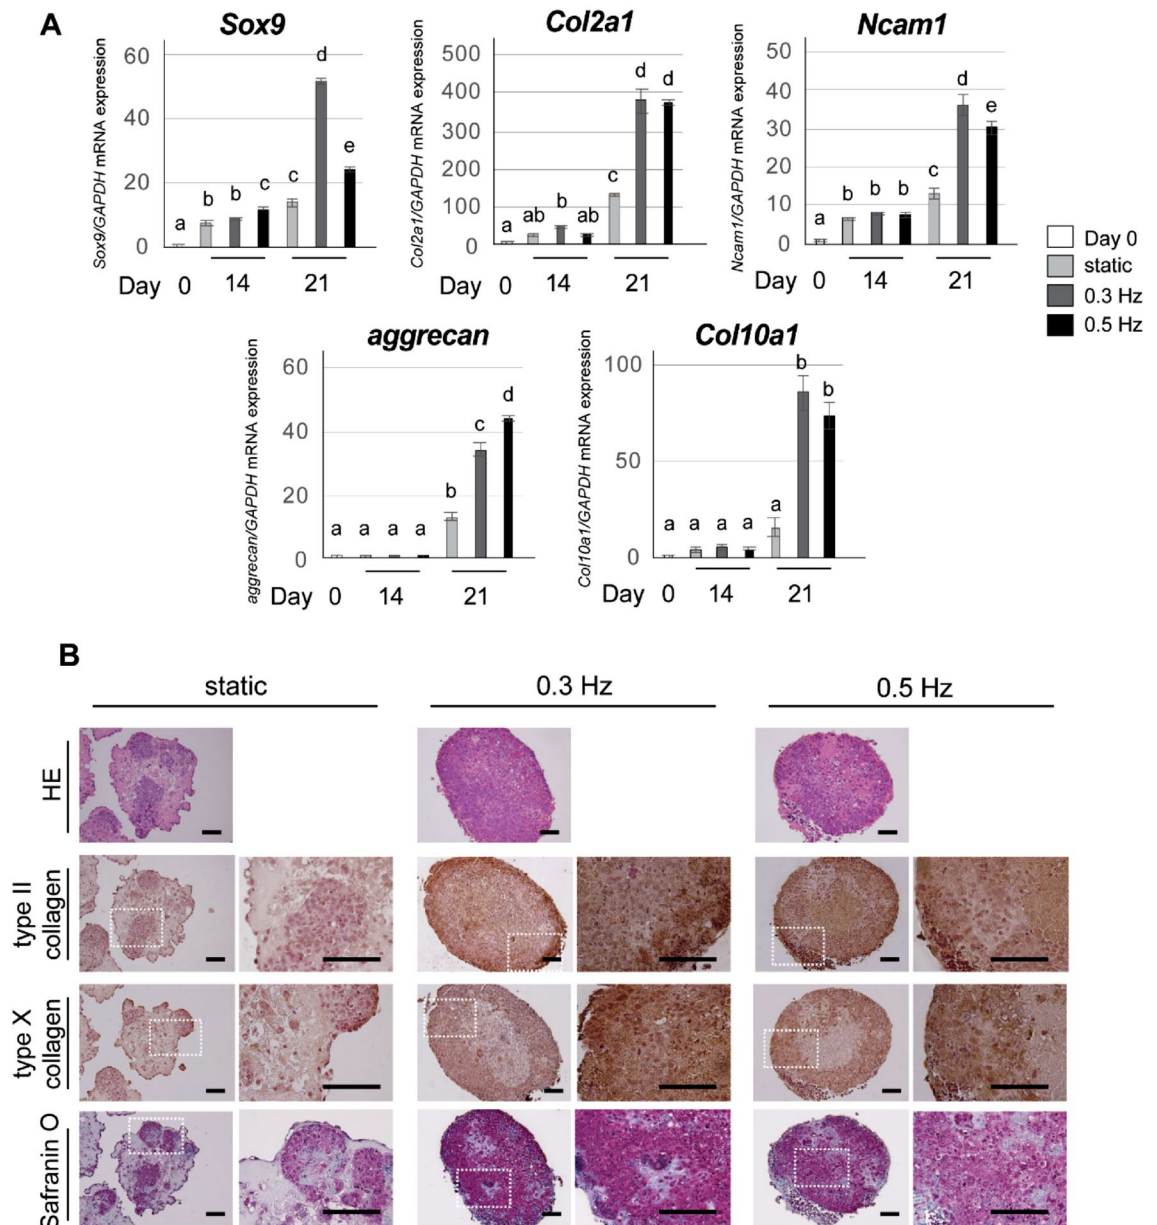 A
Sox9
Col2a1
Ncam1
Sox9/GAPDH mRNA expression
60
40
20
0
a b b c c d e
Day 0 14 21
Col2a1/GAPDH mRNA expression
500
400
300
200
100
0
a ab b ab c d d
Day 0 14 21
Ncam1/GAPDH mRNA expression
50
40
30
20
10
0
a b b b c d e
Day 0 14 21
Day 0
static
0.3 Hz
0.5 Hz
aggrecan
Col10a1
aggrecan/GAPDH mRNA expression
60
40
20
0
a a a a b c d
Day 0 14 21
Col10a1/GAPDH mRNA expression
100
50
0
a a a a a b b
Day 0 14 21
B
static 0.3 Hz 0.5 Hz
HE
type II
collagen
type X
collagen
Safranin O